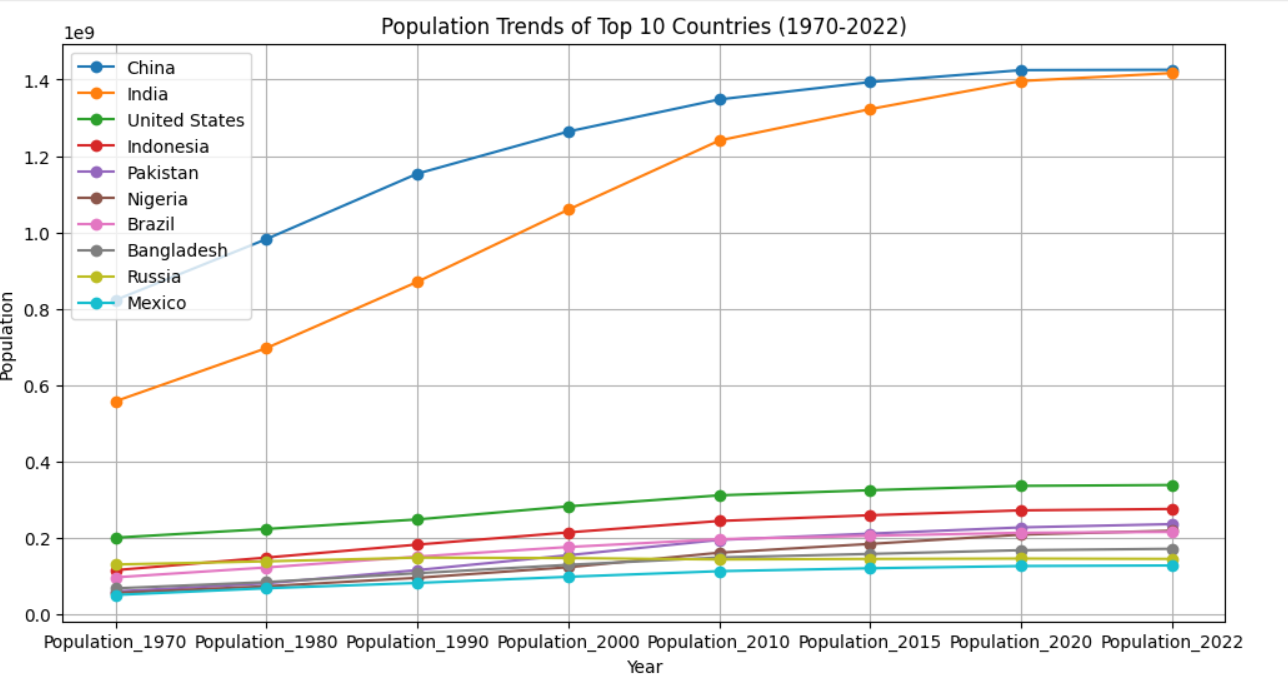 Population Trends of Top 10 Countries (1970-2022)
1e9
China
India
United States
Indonesia
Pakistan
Nigeria
Brazil
Bangladesh
Russia
Mexico
1.4
1.2
1.0
0.8
0.6
0.4
0.2
0.0
Population
Population_1970 Population_1980 Population_1990 Population_2000 Population_2010 Population_2015 Population_2020 Population_2022
Year